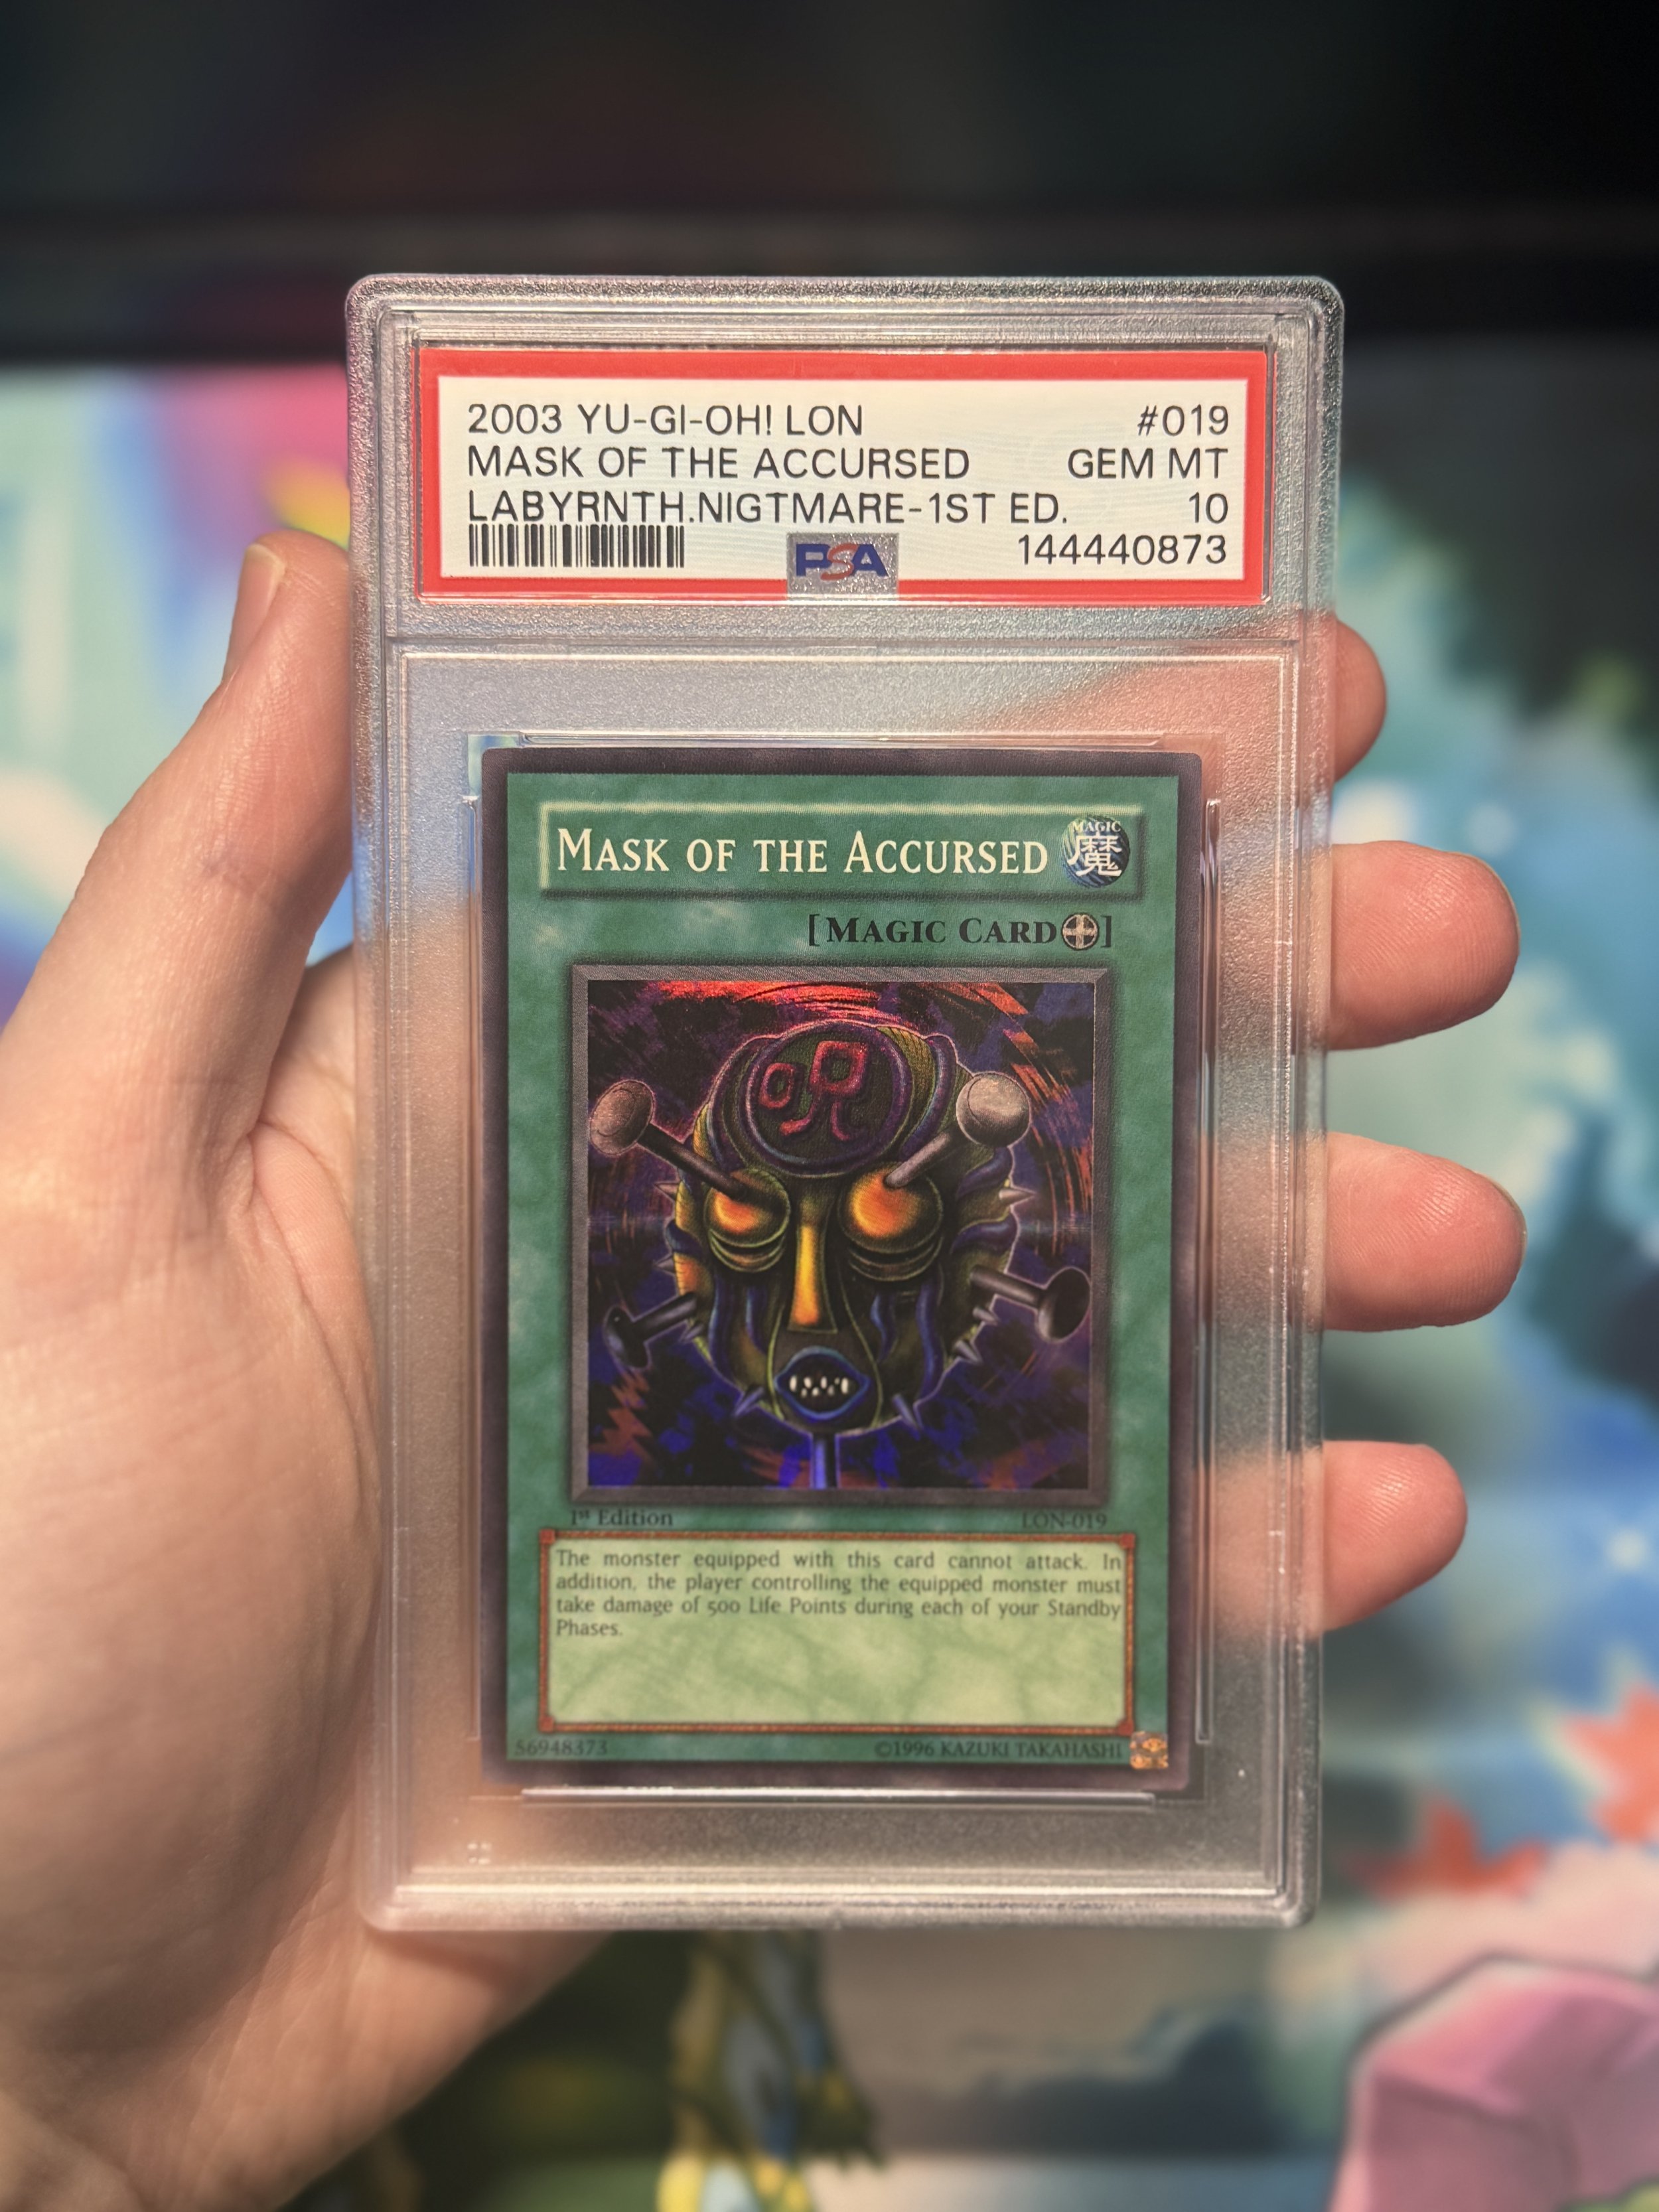 2003 YU-GI-OH! LON #019
MASK OF THE ACCURSED GEM MT
LABYRNTH.NIGTMARE-1ST ED. 10
PSA 144440873
MASK OF THE ACCURSED MAGIC 魔
[MAGIC CARD]
呪
1st Edition LON-019
The monster equipped with this card cannot attack. In
addition, the player controlling the equipped monster must
take damage of 500 Life Points during each of your Standby
Phases.
56948373 ©1996 KAZUKI TAKAHASHI